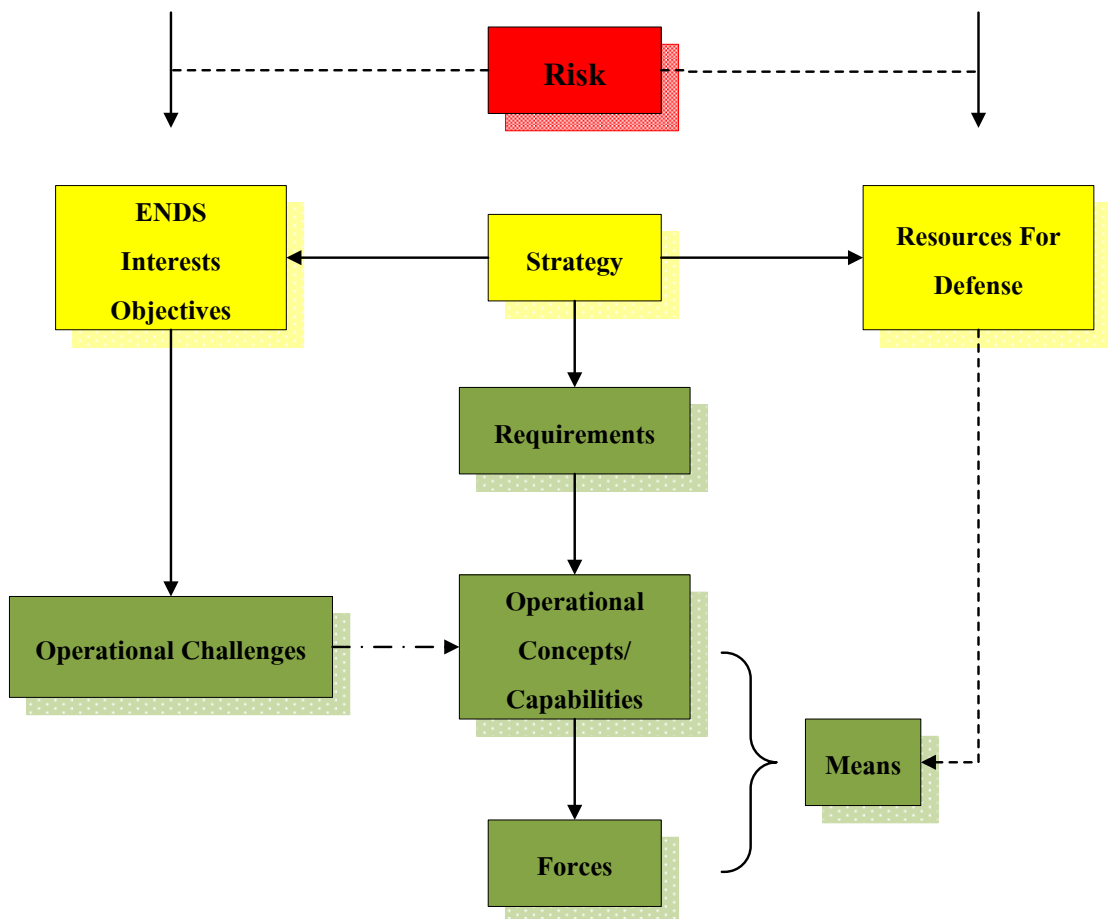 Risk
ENDS
Interests
Objectives
Strategy
Resources For
Defense
Requirements
Operational Challenges
Operational
Concepts/
Capabilities
Means
Forces